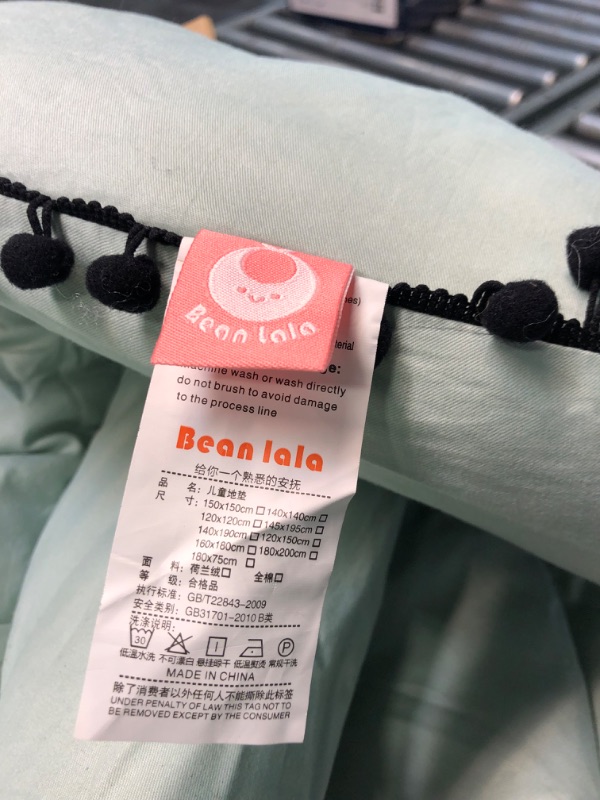 Bean lala
es)
terial
e:
machine wash or wash directly
do not brush to avoid damage
to the process line
Bean lala
给你一个熟悉的安抚
品 名：儿童地垫
尺 寸：150x150cm☐ 140x140cm☐
120x120cm☐ 145x195cm☐
140x190cm☐ 120x150cm☐
160x160cm☐ 180x200cm☐
180x75cm ☐
面 料：荷兰绒☐ 全棉☐
等 级：合格品
执行标准：GB/T22843-2009
安全类别：GB31701-2010 B类
洗涤说明：
30 P
低温水洗 不可漂白 悬挂晾干 低温熨烫 常规干洗
MADE IN CHINA
除了消费者以外任何人不能撕除此标签
UNDER PENALTY OF LAW THIS TAG NOT TO
BE REMOVED EXCEPT BY THE CONSUMER